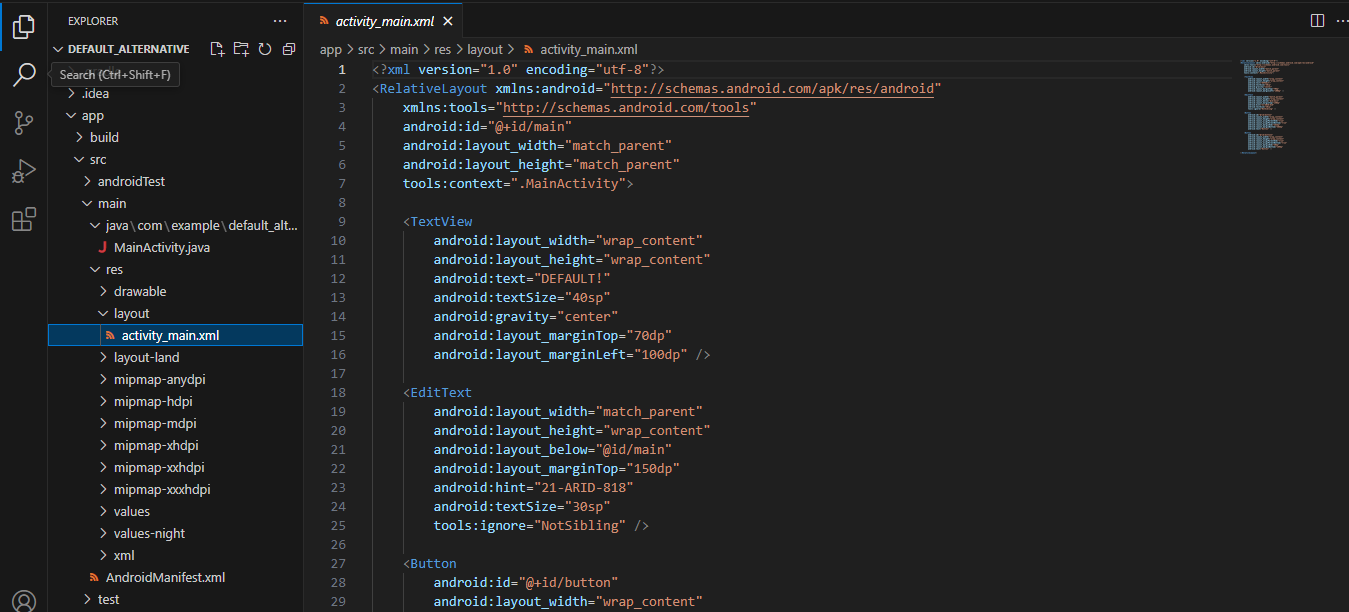 EXPLORER
DEFAULT_ALTERNATIVE
Search (Ctrl+Shift+F)
.idea
app
build
src
androidTest
main
java\com\example\default_alt...
J MainActivity.java
res
drawable
layout
activity_main.xml
layout-land
mipmap-anydpi
mipmap-hdpi
mipmap-mdpi
mipmap-xhdpi
mipmap-xxhdpi
mipmap-xxxhdpi
values
values-night
xml
AndroidManifest.xml
test
activity_main.xml
app > src > main > res > layout > activity_main.xml
1 <?xml version="1.0" encoding="utf-8"?>
2 <RelativeLayout xmlns:android="http://schemas.android.com/apk/res/android"
3 xmlns:tools="http://schemas.android.com/tools"
4 android:id="@+id/main"
5 android:layout_width="match_parent"
6 android:layout_height="match_parent"
7 tools:context=".MainActivity">
8
9 <TextView
10 android:layout_width="wrap_content"
11 android:layout_height="wrap_content"
12 android:text="DEFAULT!"
13 android:textSize="40sp"
14 android:gravity="center"
15 android:layout_marginTop="70dp"
16 android:layout_marginLeft="100dp" />
17
18 <EditText
19 android:layout_width="match_parent"
20 android:layout_height="wrap_content"
21 android:layout_below="@id/main"
22 android:layout_marginTop="150dp"
23 android:hint="21-ARID-818"
24 android:textSize="30sp"
25 tools:ignore="NotSibling" />
26
27 <Button
28 android:id="@+id/button"
29 android:layout_width="wrap_content"